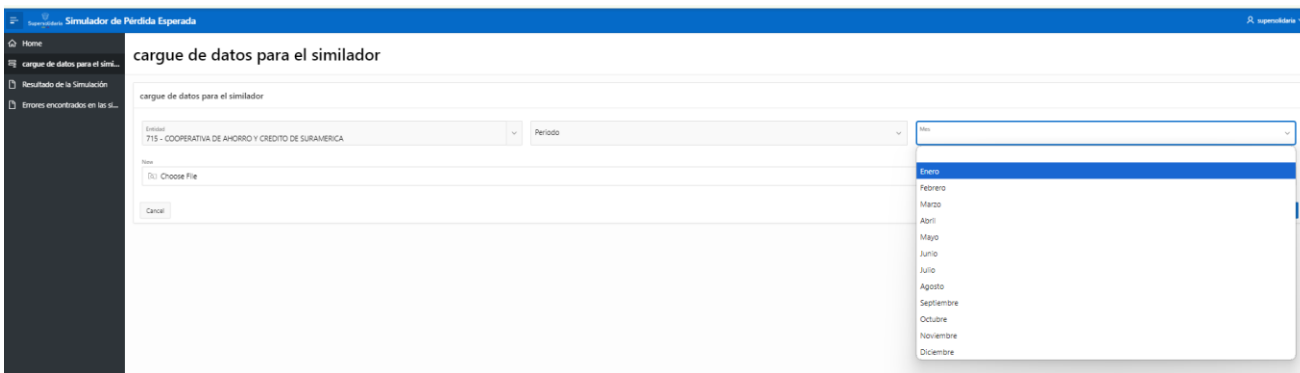 Supersolidaria Simulador de Pérdida Esperada
supersolidaria
Home
cargue de datos para el simi...
Resultado de la Simulación
Errores encontrados en las si...
cargue de datos para el similador
cargue de datos para el similador
Entidad
715 - COOPERATIVA DE AHORRO Y CREDITO DE SURAMERICA
Periodo
Mes
New
Choose File
Cancel
Enero
Febrero
Marzo
Abril
Mayo
Junio
Julio
Agosto
Septiembre
Octubre
Noviembre
Diciembre